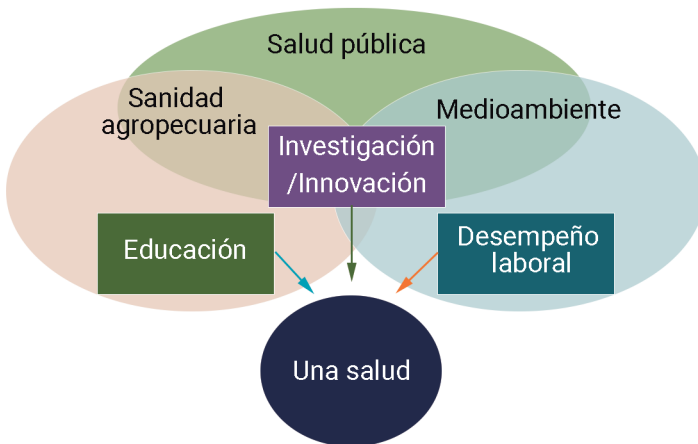 Salud pública
Sanidad
agropecuaria
Medioambiente
Investigación
/Innovación
Educación
Desempeño
laboral
Una salud